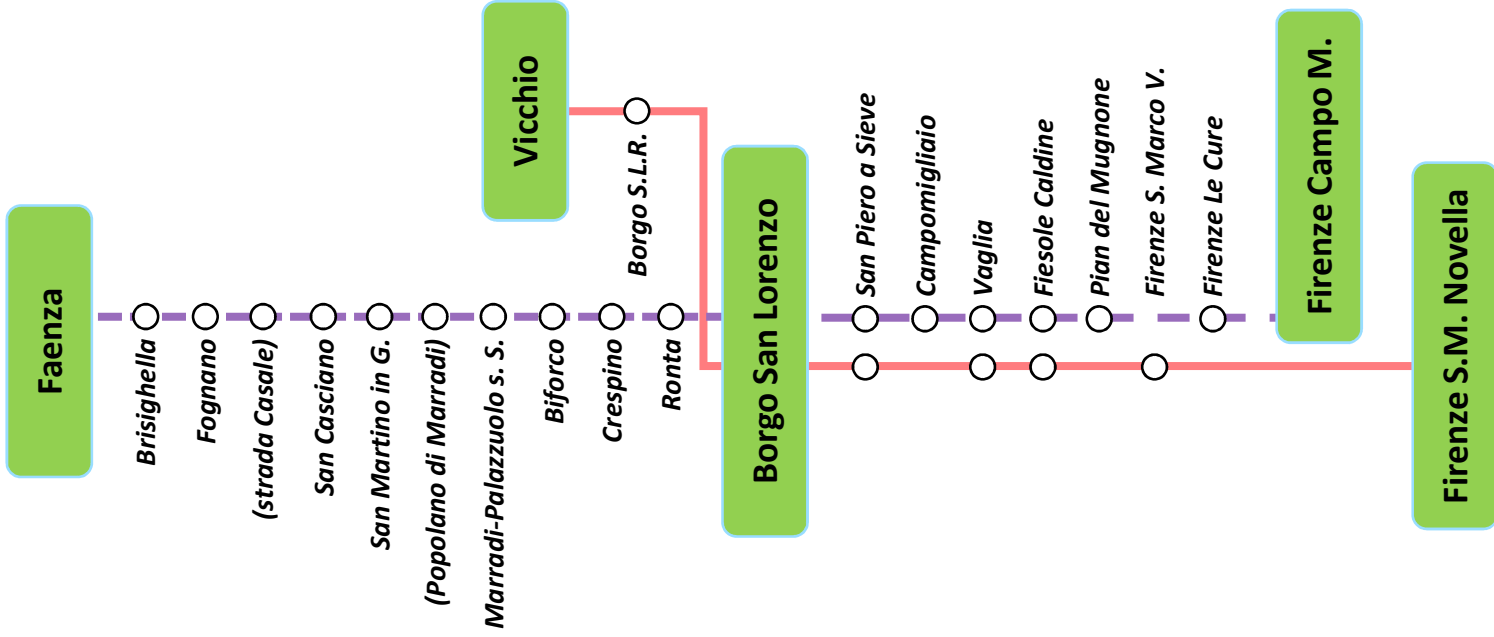 Faenza
Brisighella
Fognano
(strada Casale)
San Casciano
San Martino in G.
(Popolano di Marradi)
Marradi-Palazzuolo s. S.
Biforco
Crespino
Ronta
Vicchio
Borgo S.L.R.
Borgo San Lorenzo
San Piero a Sieve
Campomigliaio
Vaglia
Fiesole Caldine
Pian del Mugnone
Firenze S. Marco V.
Firenze Le Cure
Firenze Campo M.
Firenze S.M. Novella